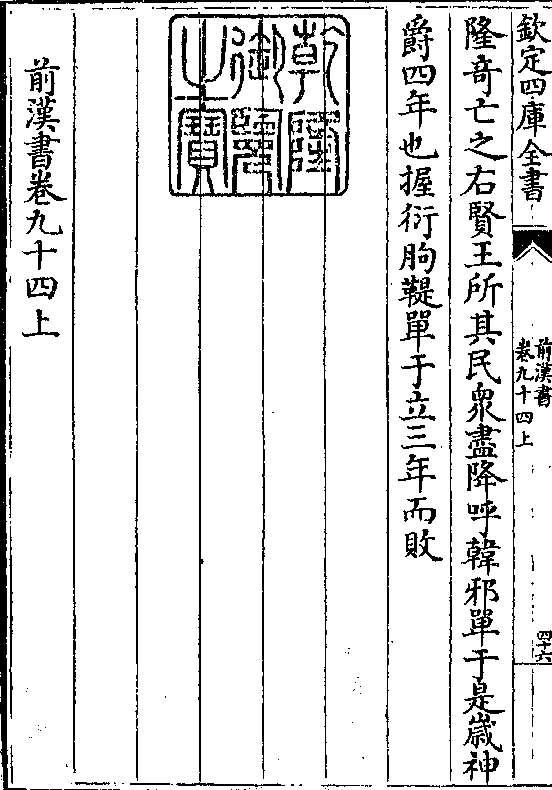 欽定四庫全書
前漢書
卷九十四上
四十六
隆奇亡之右賢王所其民衆盡降呼韓邪單于是嵗神
爵四年也握衍朐鞮單于立三年而敗
乾隆
御覽
之寶
前漢書卷九十四上